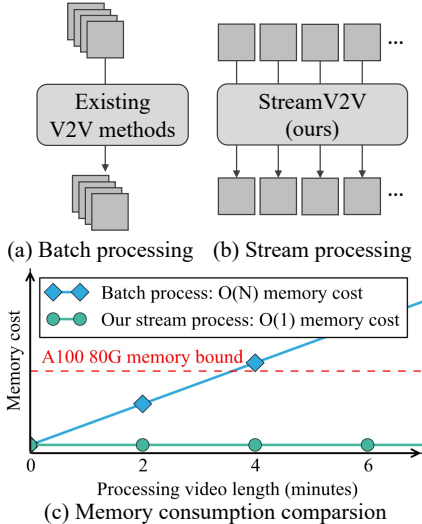 Existing
V2V methods
StreamV2V
(ours)
...
...
(a) Batch processing
(b) Stream processing
Memory cost
Batch process: O(N) memory cost
Our stream process: O(1) memory cost
A100 80G memory bound
0
2
4
6
Processing video length (minutes)
(c) Memory consumption comparsion